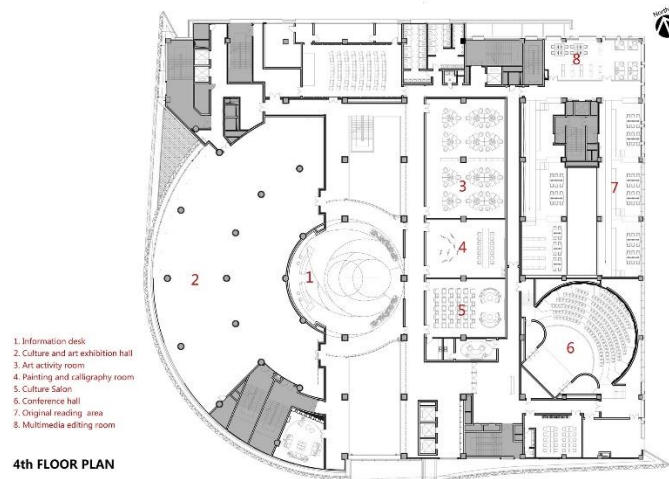 North
8
3
7
4
1
2
5
6
1. Information desk
2. Culture and art exhibition hall
3. Art activity room
4. Painting and calligraphy room
5. Culture Salon
6. Conference hall
7. Original reading area
8. Multimedia editing room
4th FLOOR PLAN